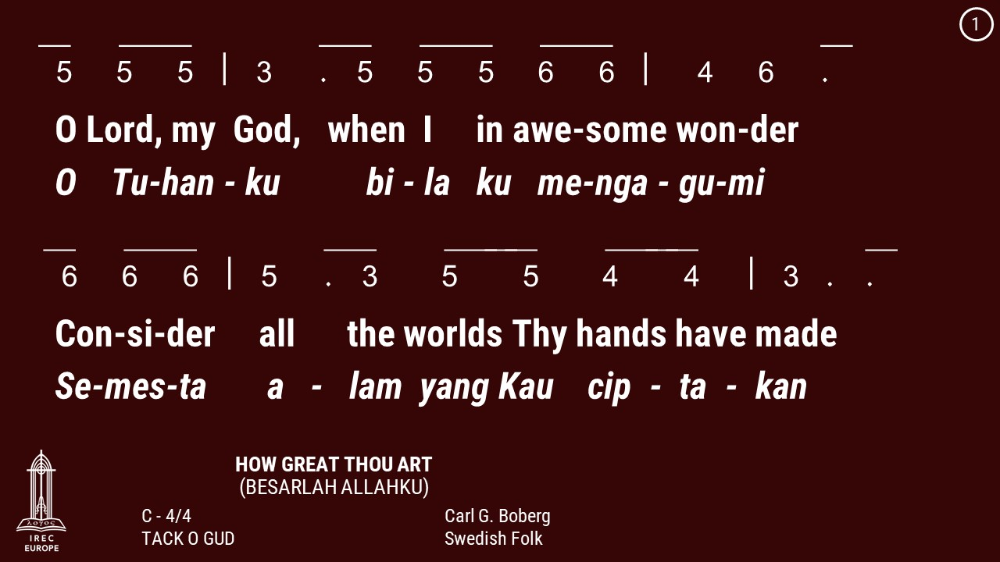 1
5 5 5 | 3 . 5 5 5 6 6 | 4 6 .
O Lord, my God, when I in awe-some won-der
O Tu-han - ku bi - la ku me-nga - gu-mi
6 6 6 | 5 . 3 5 5 4 4 | 3 . .
Con-si-der all the worlds Thy hands have made
Se-mes-ta a - lam yang Kau cip - ta - kan
HOW GREAT THOU ART
(BESARLAH ALLAHKU)
C - 4/4
TACK O GUD
Carl G. Boberg
Swedish Folk
λογος
IREC
EUROPE